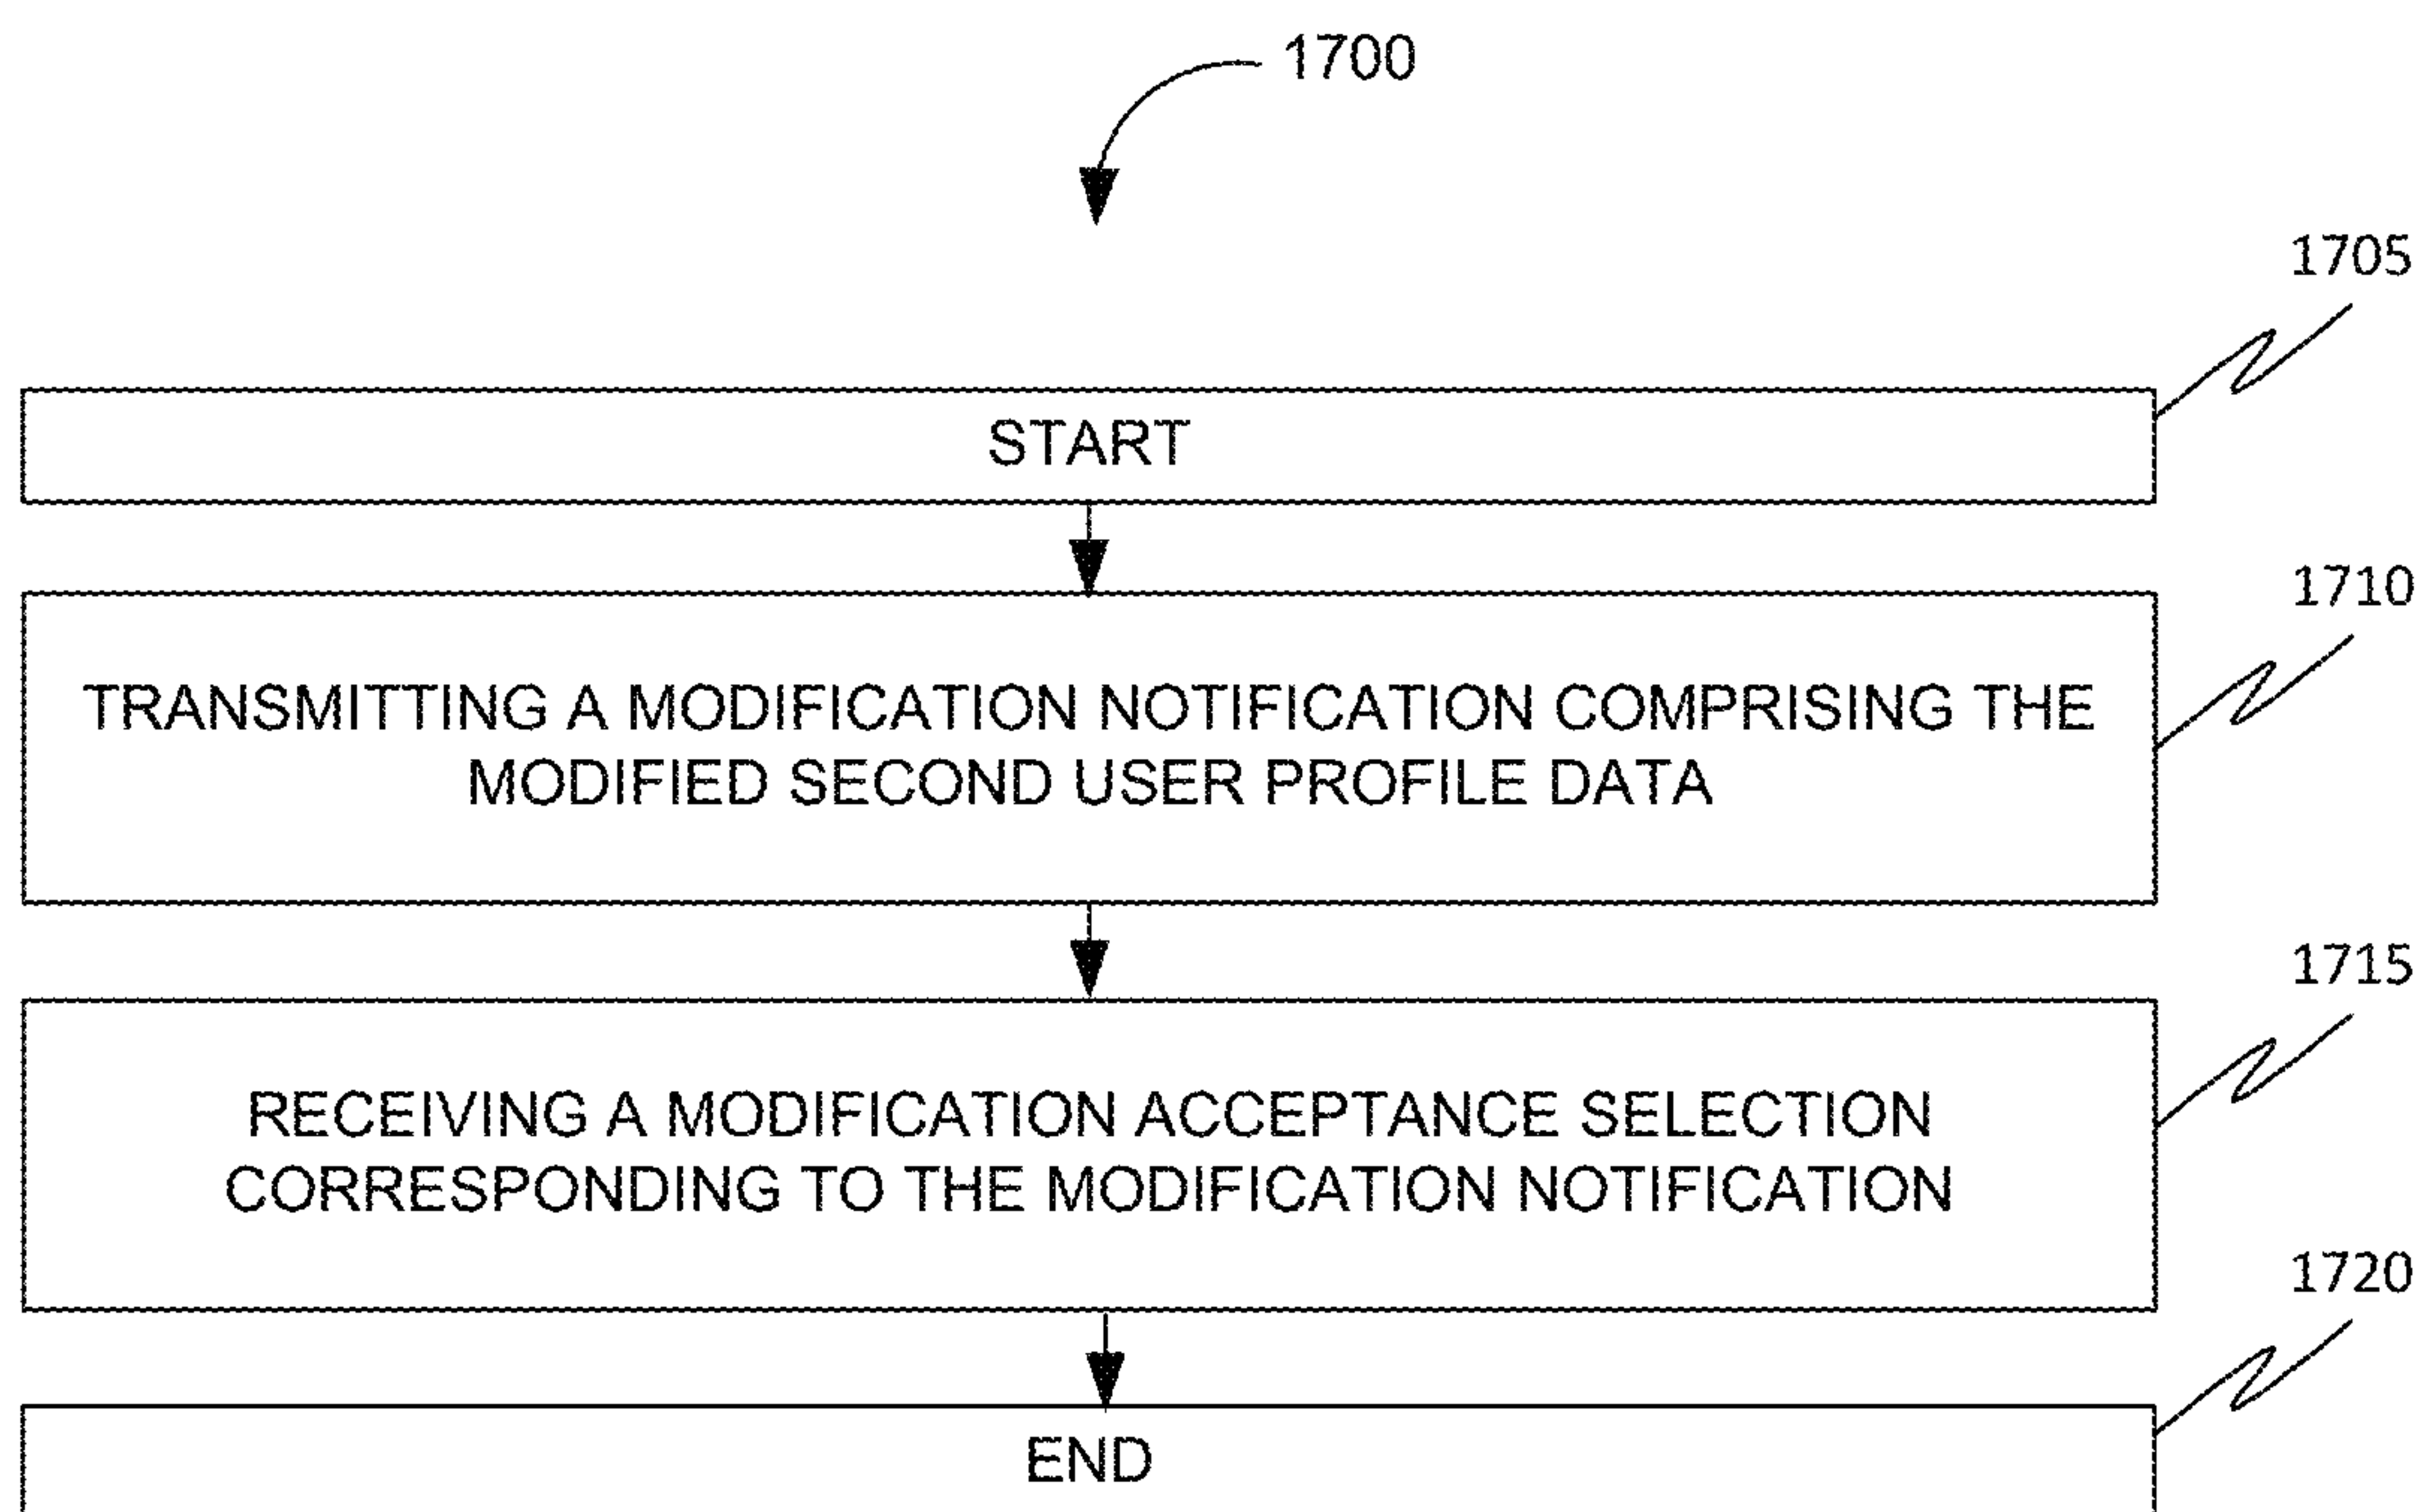 1700
1705
START
1710
TRANSMITTING A MODIFICATION NOTIFICATION COMPRISING THE
MODIFIED SECOND USER PROFILE DATA
1715
RECEIVING A MODIFICATION ACCEPTANCE SELECTION
CORRESPONDING TO THE MODIFICATION NOTIFICATION
1720
END